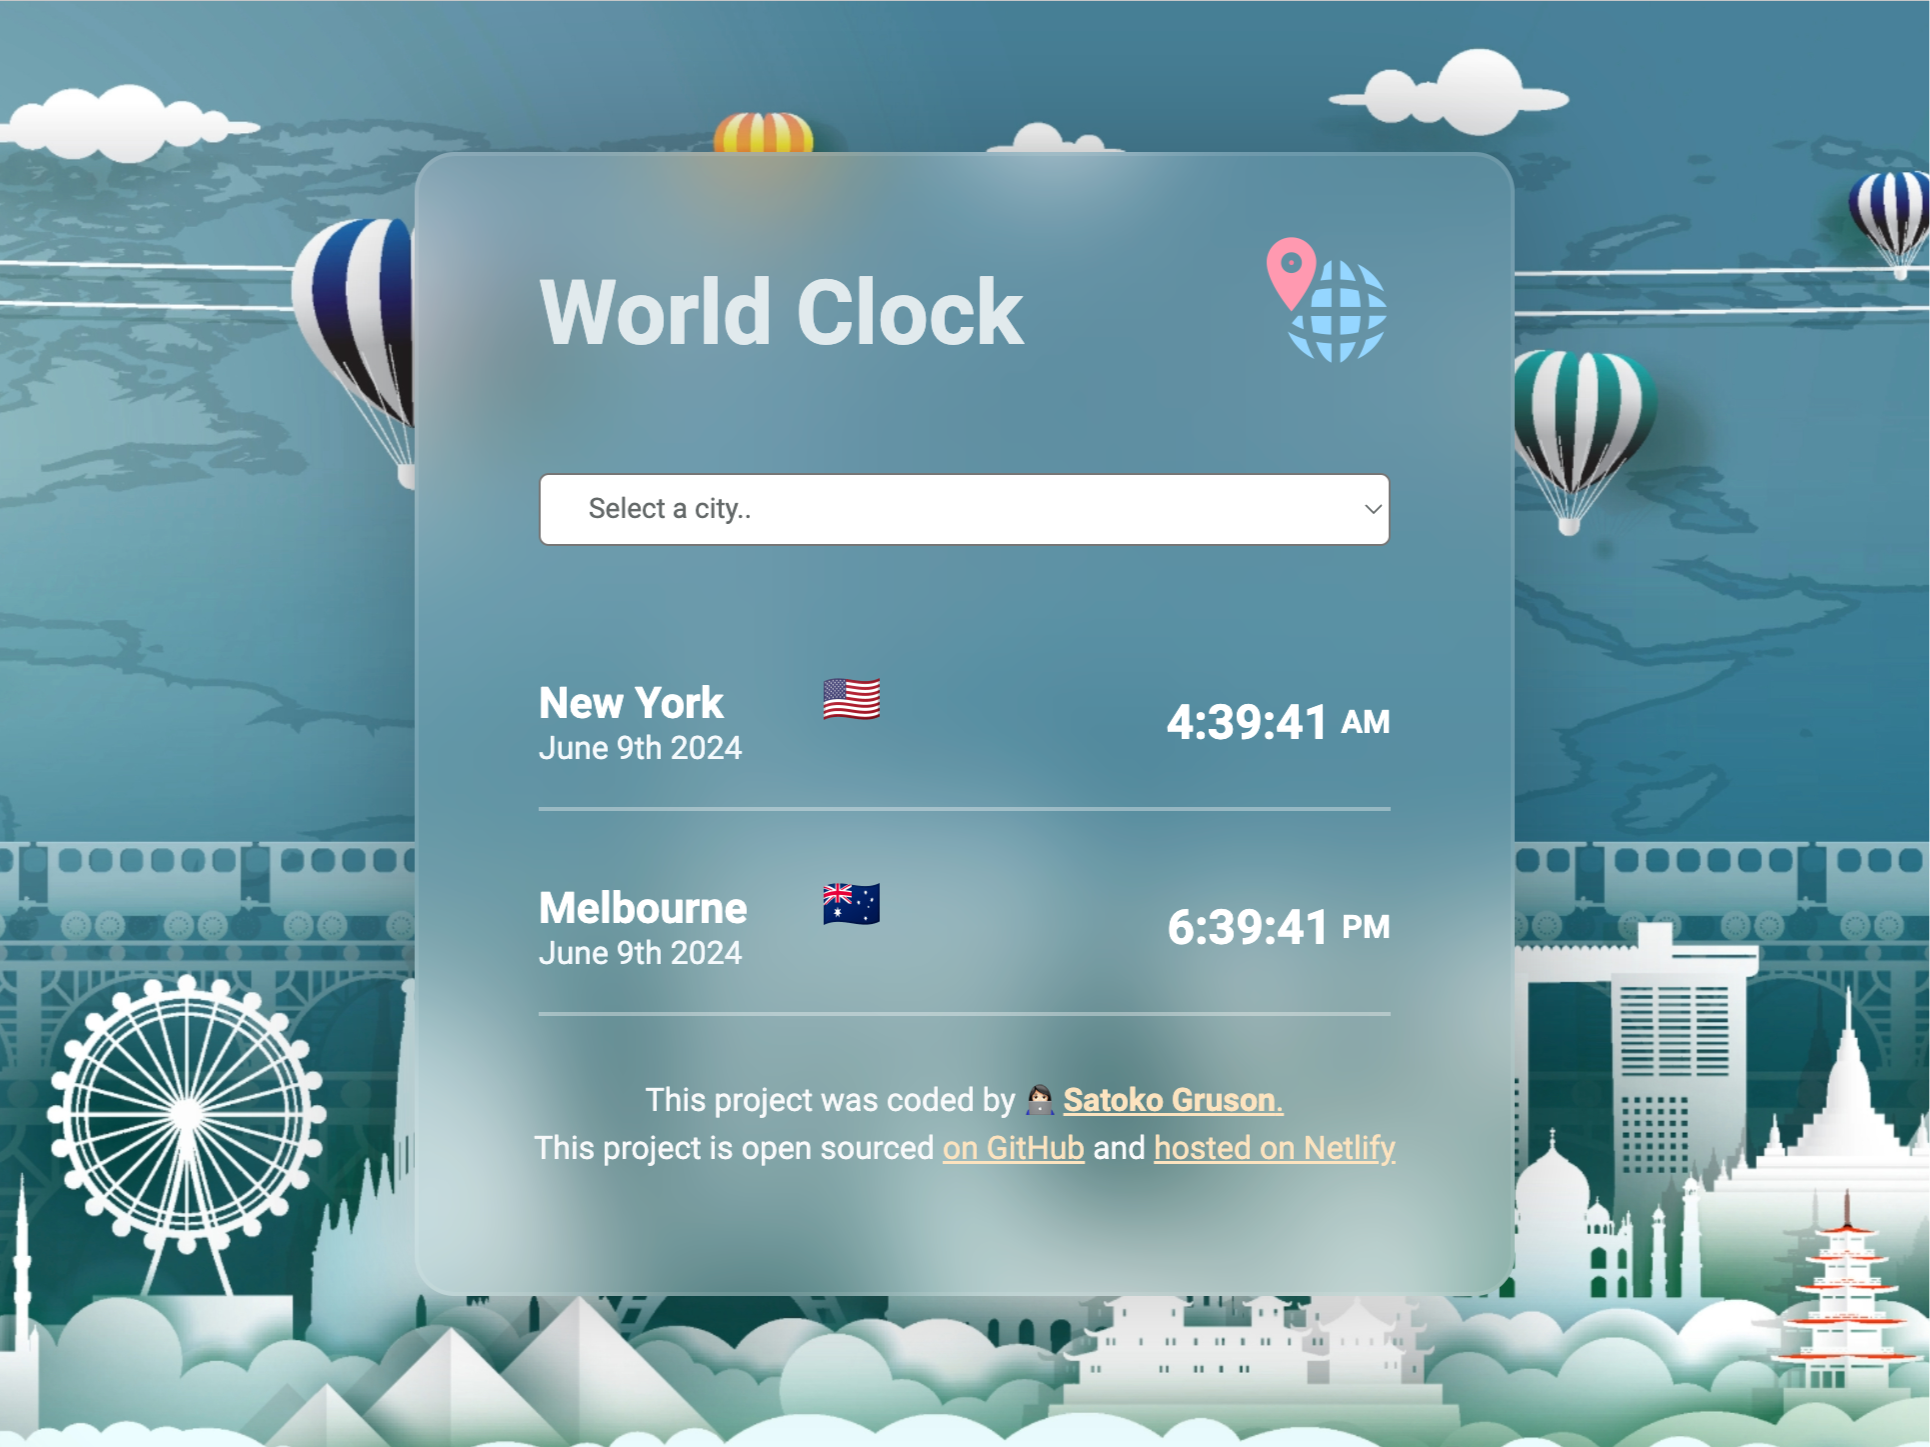 World Clock
Select a city..
New York
June 9th 2024
4:39:41 AM
Melbourne
June 9th 2024
6:39:41 PM
This project was coded by Satoko Gruson.
This project is open sourced on GitHub and hosted on Netlify